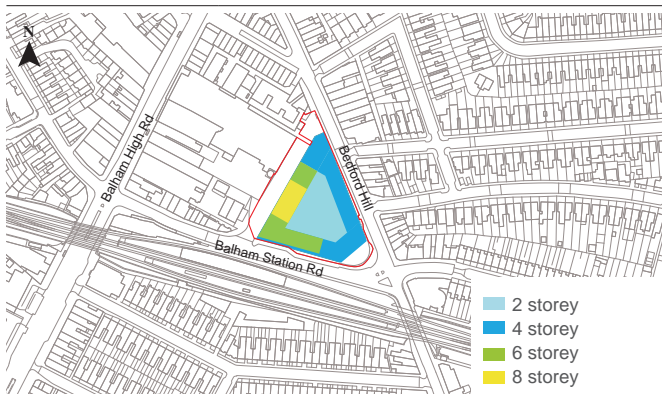 N
Balham High Rd
Bedford Hill
Balham Station Rd
2 storey
4 storey
6 storey
8 storey